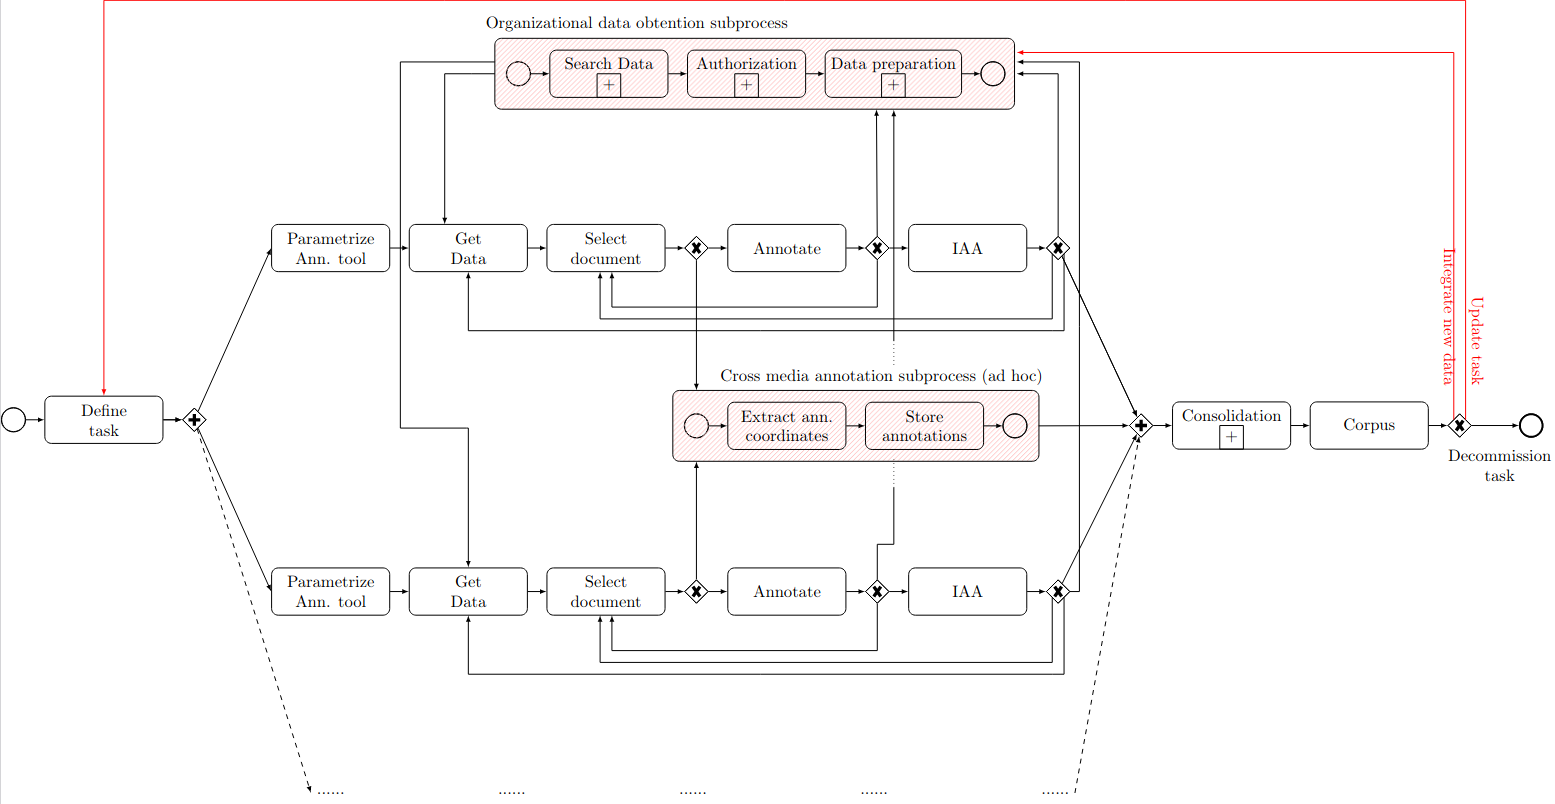 Organizational data obtention subprocess
Search Data
+
Authorization
+
Data preparation
+
Parametrize
Ann. tool
Get
Data
Select
document
Annotate
IAA
Integrate new data
Update task
Cross media annotation subprocess (ad hoc)
Define
task
Extract ann.
coordinates
Store
annotations
Consolidation
+
Corpus
Decommission
task
Parametrize
Ann. tool
Get
Data
Select
document
Annotate
IAA
...... ...... ...... ...... ......